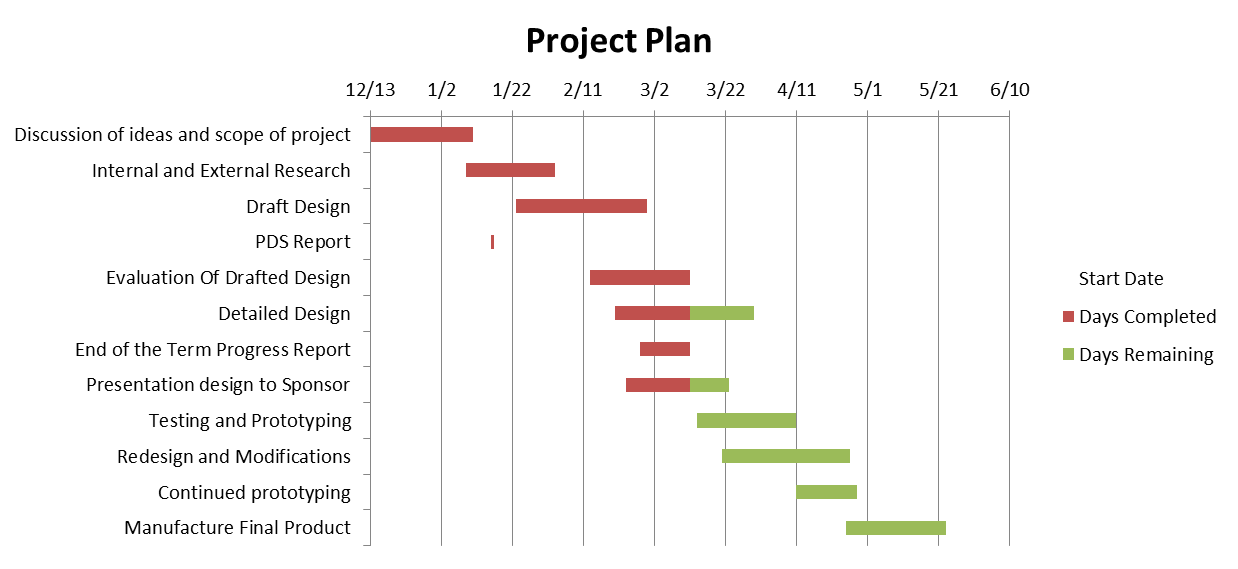 Project Plan
12/13 1/2 1/22 2/11 3/2 3/22 4/11 5/1 5/21 6/10
Discussion of ideas and scope of project
Internal and External Research
Draft Design
PDS Report
Evaluation Of Drafted Design
Detailed Design
End of the Term Progress Report
Presentation design to Sponsor
Testing and Prototyping
Redesign and Modifications
Continued prototyping
Manufacture Final Product
Start Date
Days Completed
Days Remaining